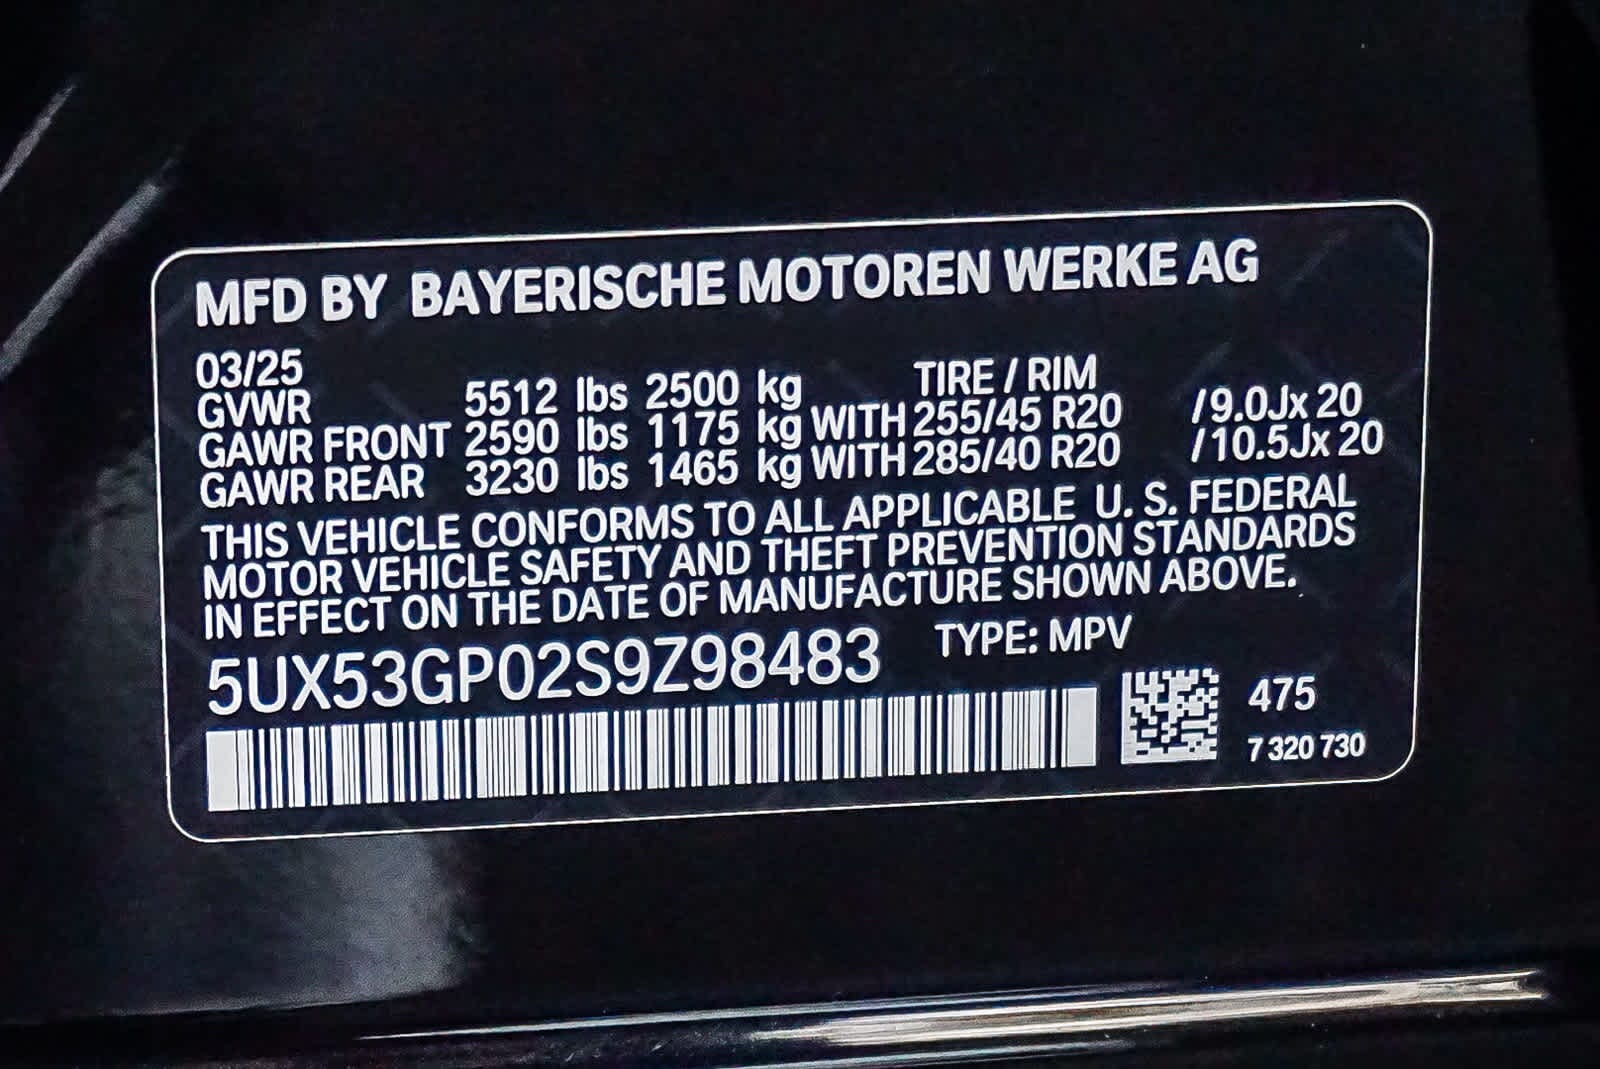 MFD BY BAYERISCHE MOTOREN WERKE AG
03/25 TIRE / RIM
GVWR 5512 lbs 2500 kg
GAWR FRONT 2590 lbs 1175 kg WITH 255/45 R20 /9.0Jx 20
GAWR REAR 3230 lbs 1465 kg WITH 285/40 R20 /10.5Jx 20
THIS VEHICLE CONFORMS TO ALL APPLICABLE U. S. FEDERAL
MOTOR VEHICLE SAFETY AND THEFT PREVENTION STANDARDS
IN EFFECT ON THE DATE OF MANUFACTURE SHOWN ABOVE.
5UX53GP02S9Z98483 TYPE: MPV
475
7 320 730